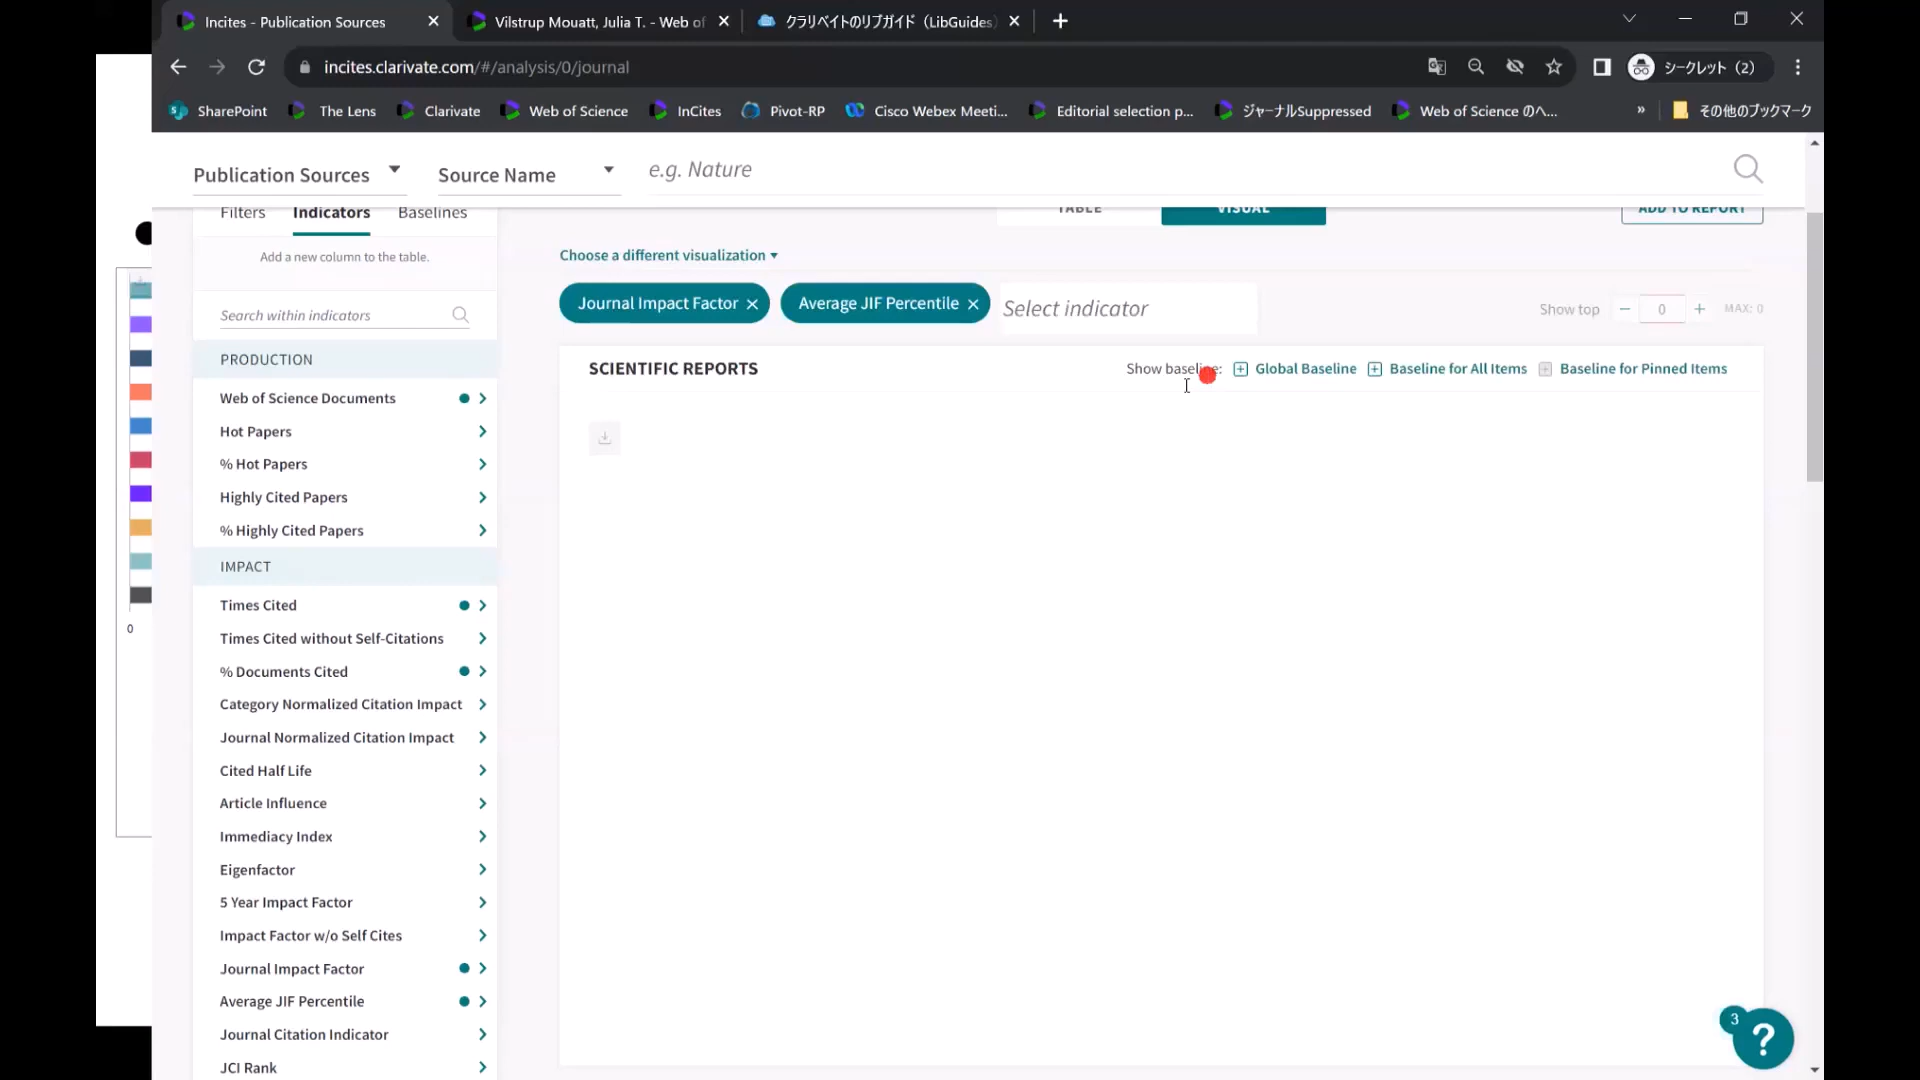 Incites - Publication Sources
Vilstrup Mouatt, Julia T. - Web of
クラリベイトのリブガイド（LibGuides）
incites.clarivate.com/#/analysis/0/journal
シークレット（2）
SharePoint
The Lens
Clarivate
Web of Science
InCites
Pivot-RP
Cisco Webex Meeti...
Editorial selection p...
ジャーナルSuppressed
Web of Science のヘ...
»
その他のブックマーク
Publication Sources
Source Name
e.g. Nature
Filters
Indicators
Baselines
TABLE
VISUAL
ADD TO REPORT
Add a new column to the table.
Choose a different visualization
Journal Impact Factor
Average JIF Percentile
Select indicator
Show top
0
MAX: 0
Search within indicators
PRODUCTION
SCIENTIFIC REPORTS
Show baseline:
Global Baseline
Baseline for All Items
Baseline for Pinned Items
Web of Science Documents
Hot Papers
% Hot Papers
Highly Cited Papers
% Highly Cited Papers
IMPACT
Times Cited
0
Times Cited without Self-Citations
% Documents Cited
Category Normalized Citation Impact
Journal Normalized Citation Impact
Cited Half Life
Article Influence
Immediacy Index
Eigenfactor
5 Year Impact Factor
Impact Factor w/o Self Cites
Journal Impact Factor
Average JIF Percentile
Journal Citation Indicator
JCI Rank
3
?